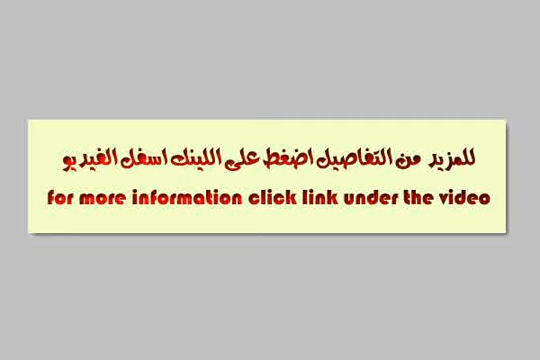 للمزيد من التفاصيل اضغط على اللينك اسفل الفيديو
for more information click link under the video